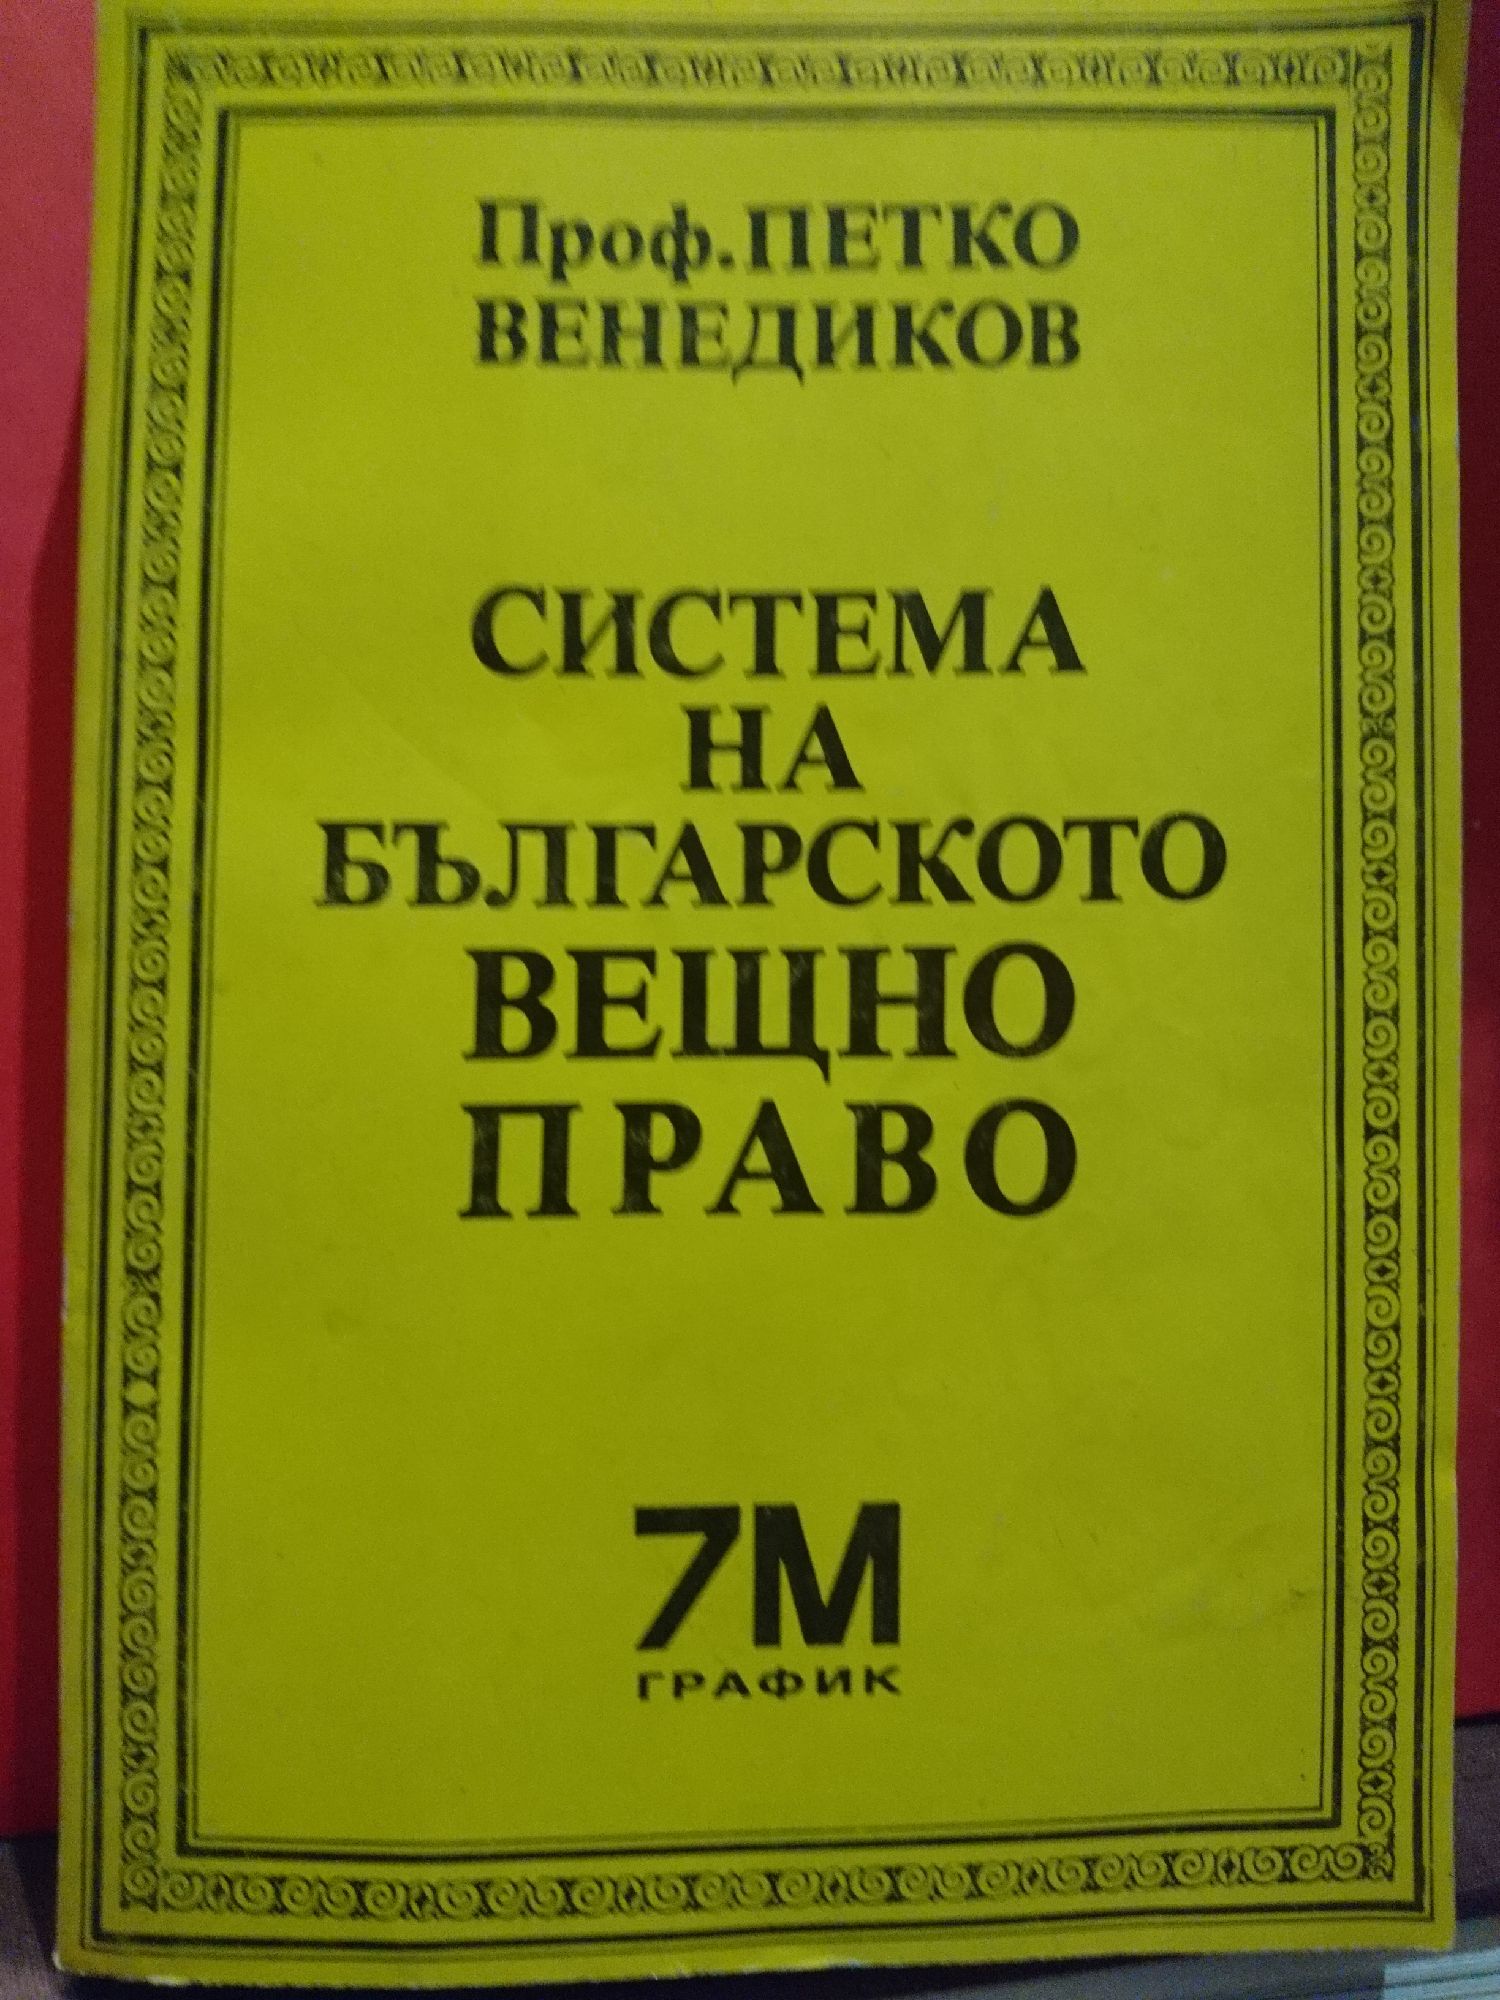 Проф.ПЕТКО
ВЕНЕДИКОВ
СИСТЕМА
НА
БЪЛГАРСКОТО
ВЕЩНО
ПРАВО
7М
ГРАФИК